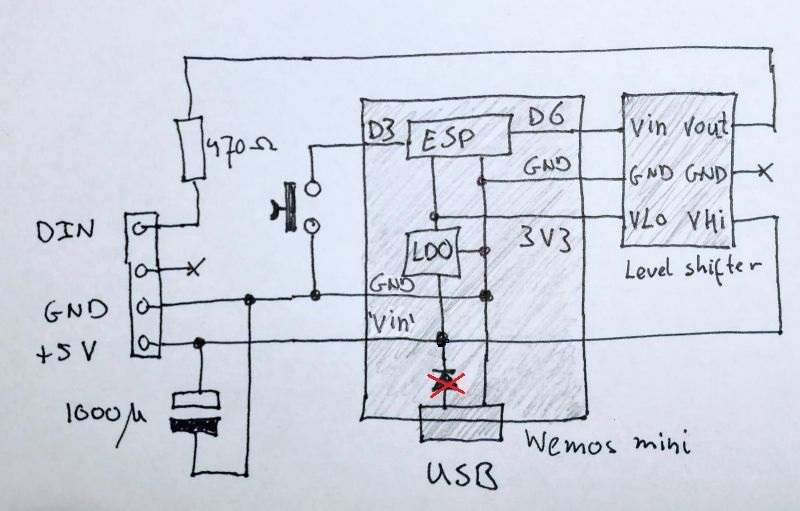 470Ω
D3
ESP
D6
Vin Vout
GND
GND GND
DIN
VLo VHi
LDO
3V3
Level shifter
GND
GND
'Vin'
+5V
1000µ
Wemos mini
USB